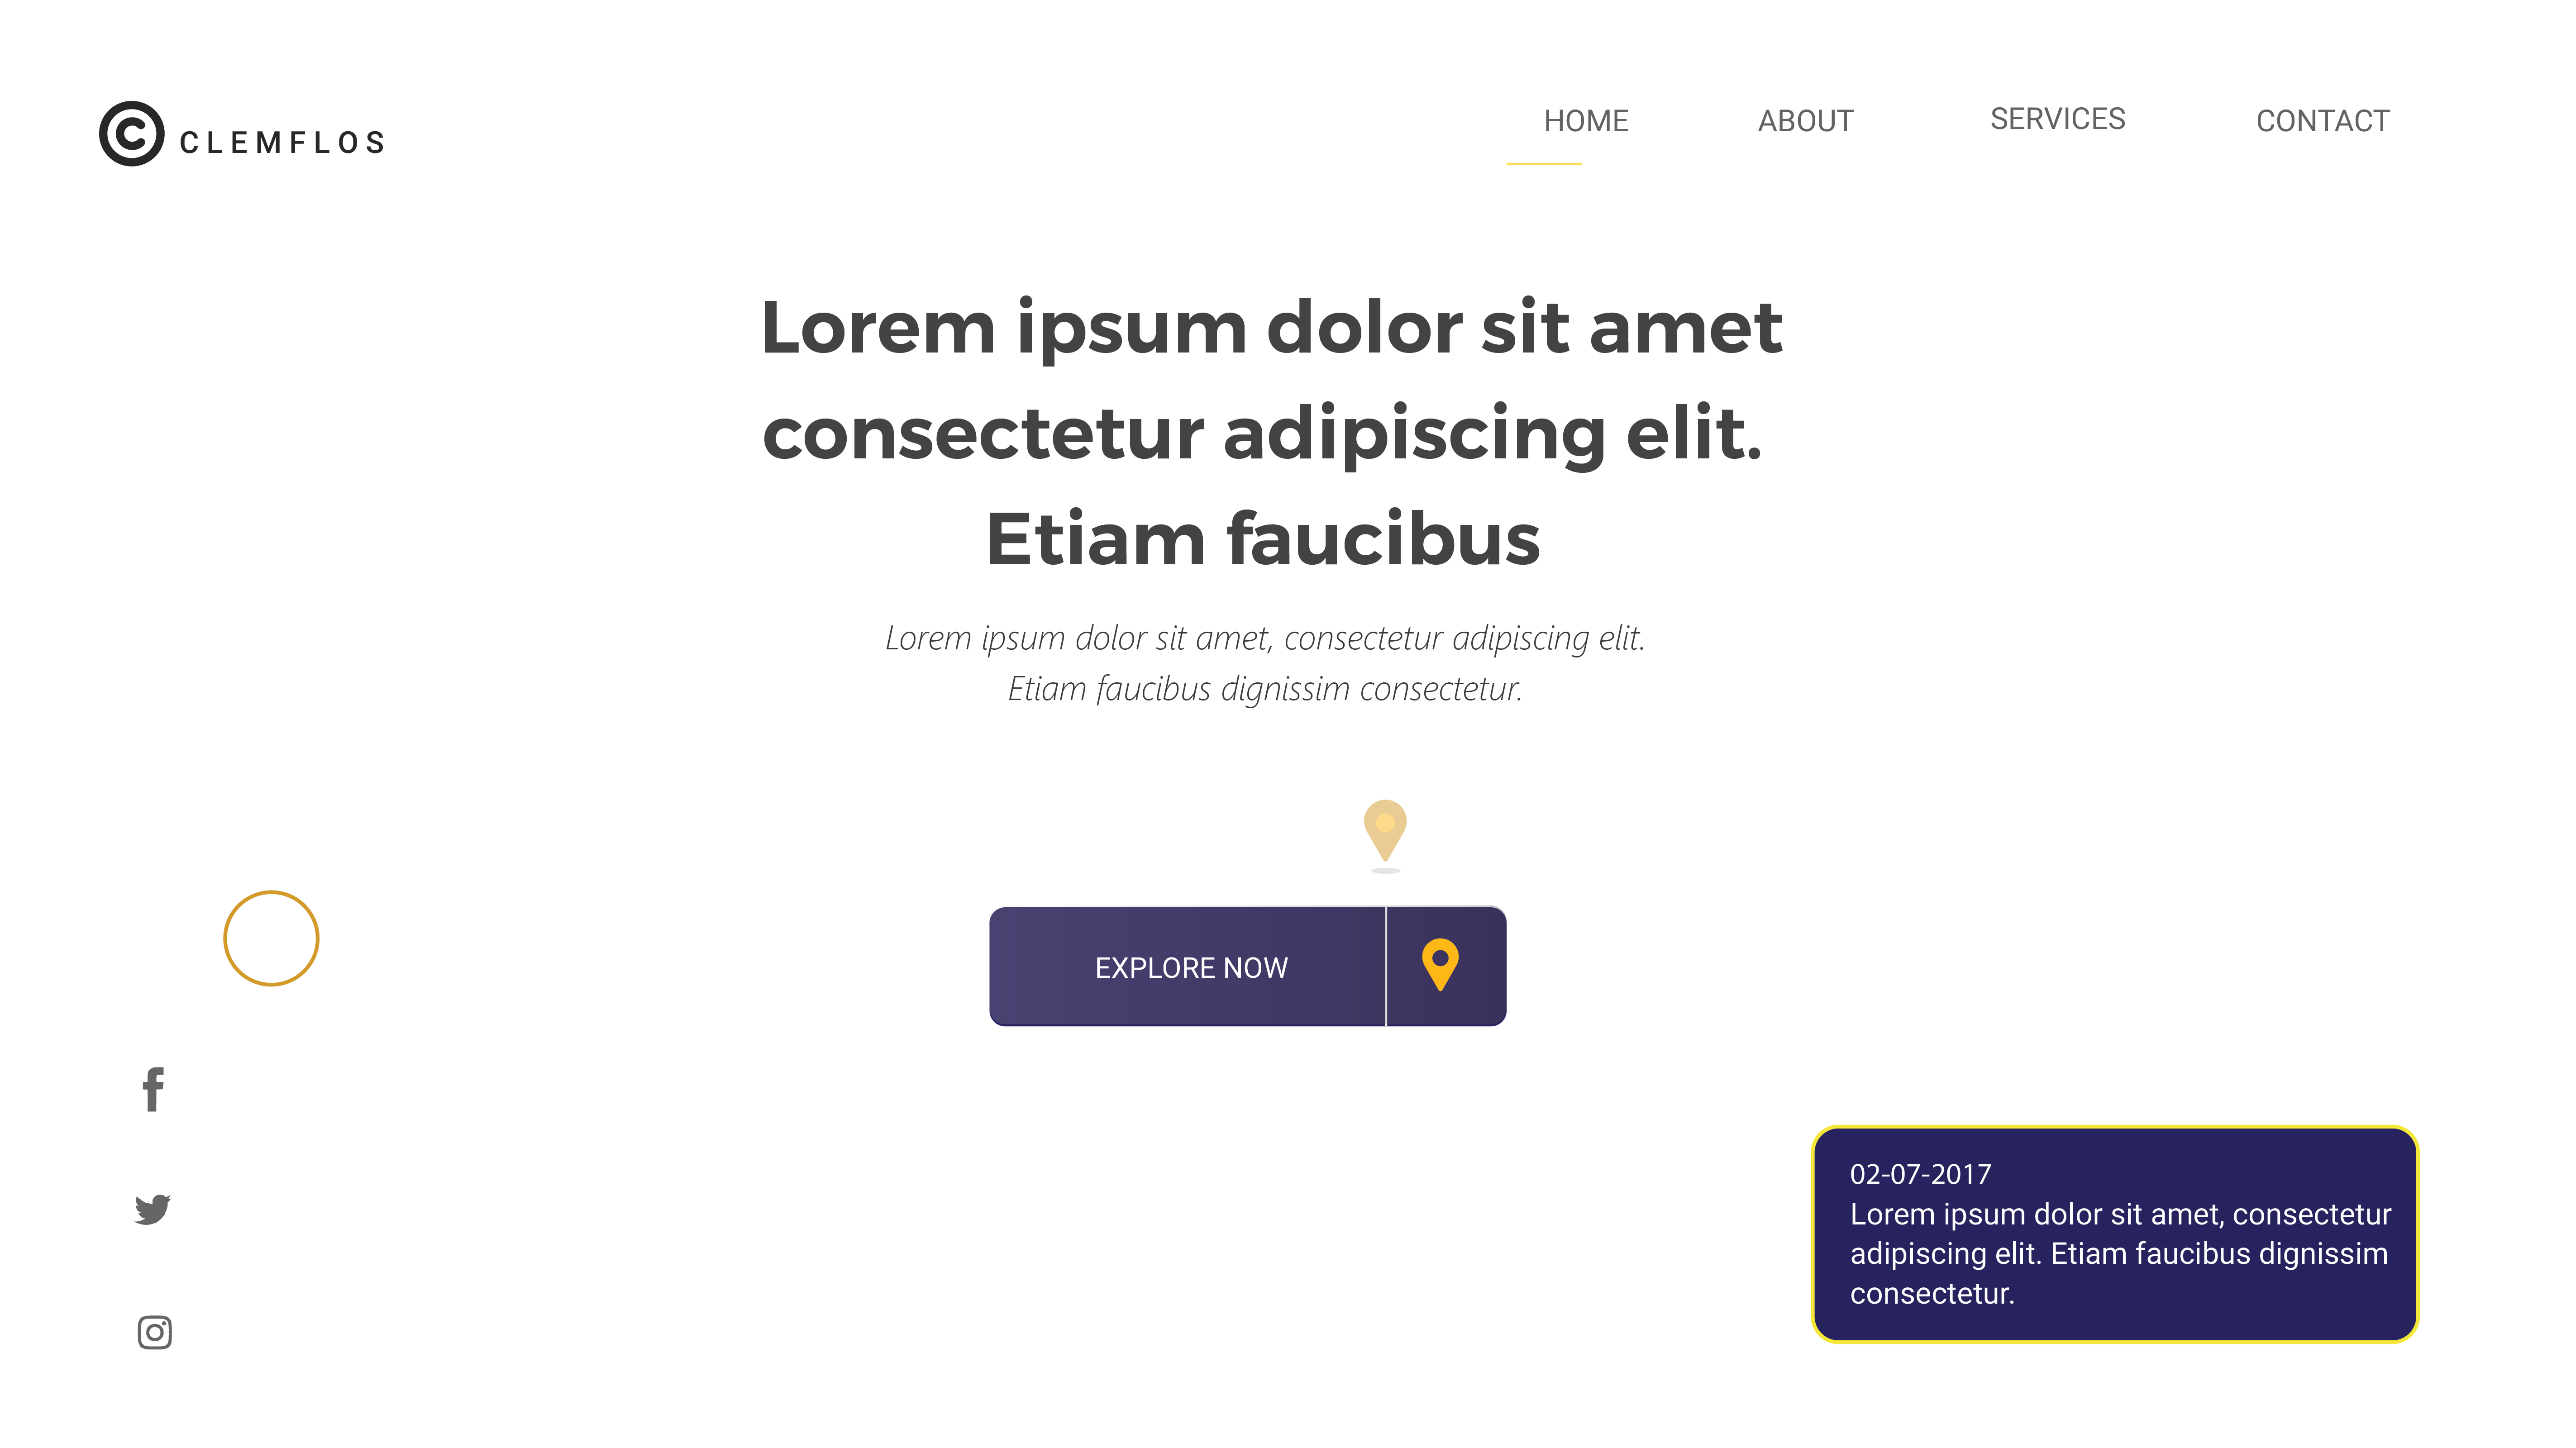 CLEMFLOS
HOME ABOUT SERVICES CONTACT
Lorem ipsum dolor sit amet
consectetur adipiscing elit.
Etiam faucibus
Lorem ipsum dolor sit amet, consectetur adipiscing elit.
Etiam faucibus dignissim consectetur.
EXPLORE NOW
02-07-2017
Lorem ipsum dolor sit amet, consectetur
adipiscing elit. Etiam faucibus dignissim
consectetur.